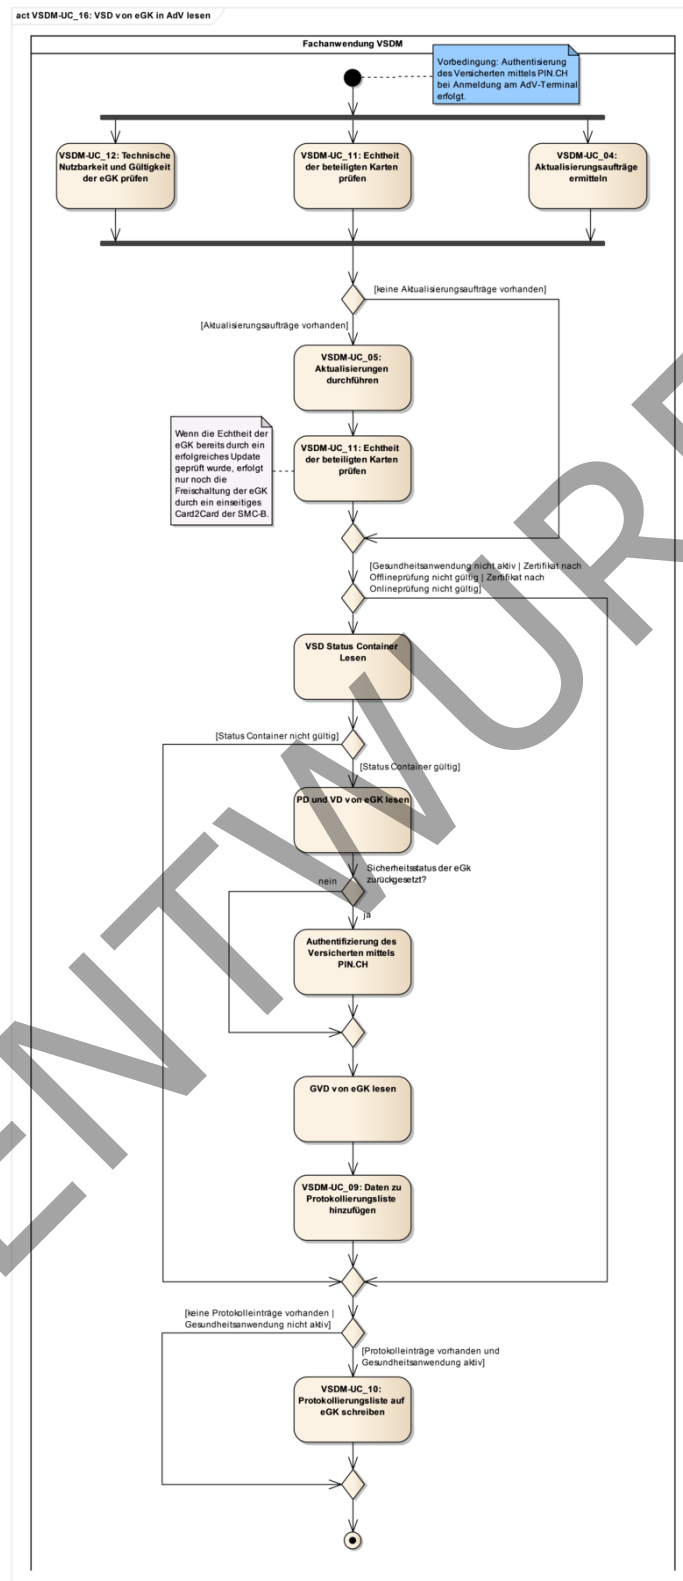 act VSDM-UC_16: VSD von eGK in AdV lesen
Fachanwendung VSDM
Vorbedingung: Authentisierung
des Versicherten mittels PIN.CH
bei Anmeldung am AdV-Terminal
erfolgt.
VSDM-UC_12: Technische
Nutzbarkeit und Gültigkeit
der eGK prüfen
VSDM-UC_11: Echtheit
der beteiligten Karten
prüfen
VSDM-UC_04:
Aktualisierungsaufträge
ermitteln
[keine Aktualisierungsaufträge vorhanden]
[Aktualisierungsaufträge vorhanden]
VSDM-UC_05:
Aktualisierungen
durchführen
Wenn die Echtheit der
eGK bereits durch ein
erfolgreiches Update
geprüft wurde, erfolgt
nur noch die
Freischaltung der eGK
durch ein einseitiges
Card2Card der SMC-B.
VSDM-UC_11: Echtheit
der beteiligten Karten
prüfen
[Gesundheitsanwendung nicht aktiv | Zertifikat nach
Offlineprüfung nicht gültig | Zertifikat nach
Onlineprüfung nicht gültig]
VSD Status Container
Lesen
[Status Container nicht gültig]
[Status Container gültig]
PD und VD von eGK lesen
Sicherheitsstatus der eGk
zurückgesetzt?
nein
ja
Authentifizierung des
Versicherten mittels
PIN.CH
GVD von eGK lesen
VSDM-UC_09: Daten zu
Protokollierungsliste
hinzufügen
[keine Protokolleinträge vorhanden |
Gesundheitsanwendung nicht aktiv]
[Protokolleinträge vorhanden und
Gesundheitsanwendung aktiv]
VSDM-UC_10:
Protokollierungsliste auf
eGK schreiben
ENTWURF